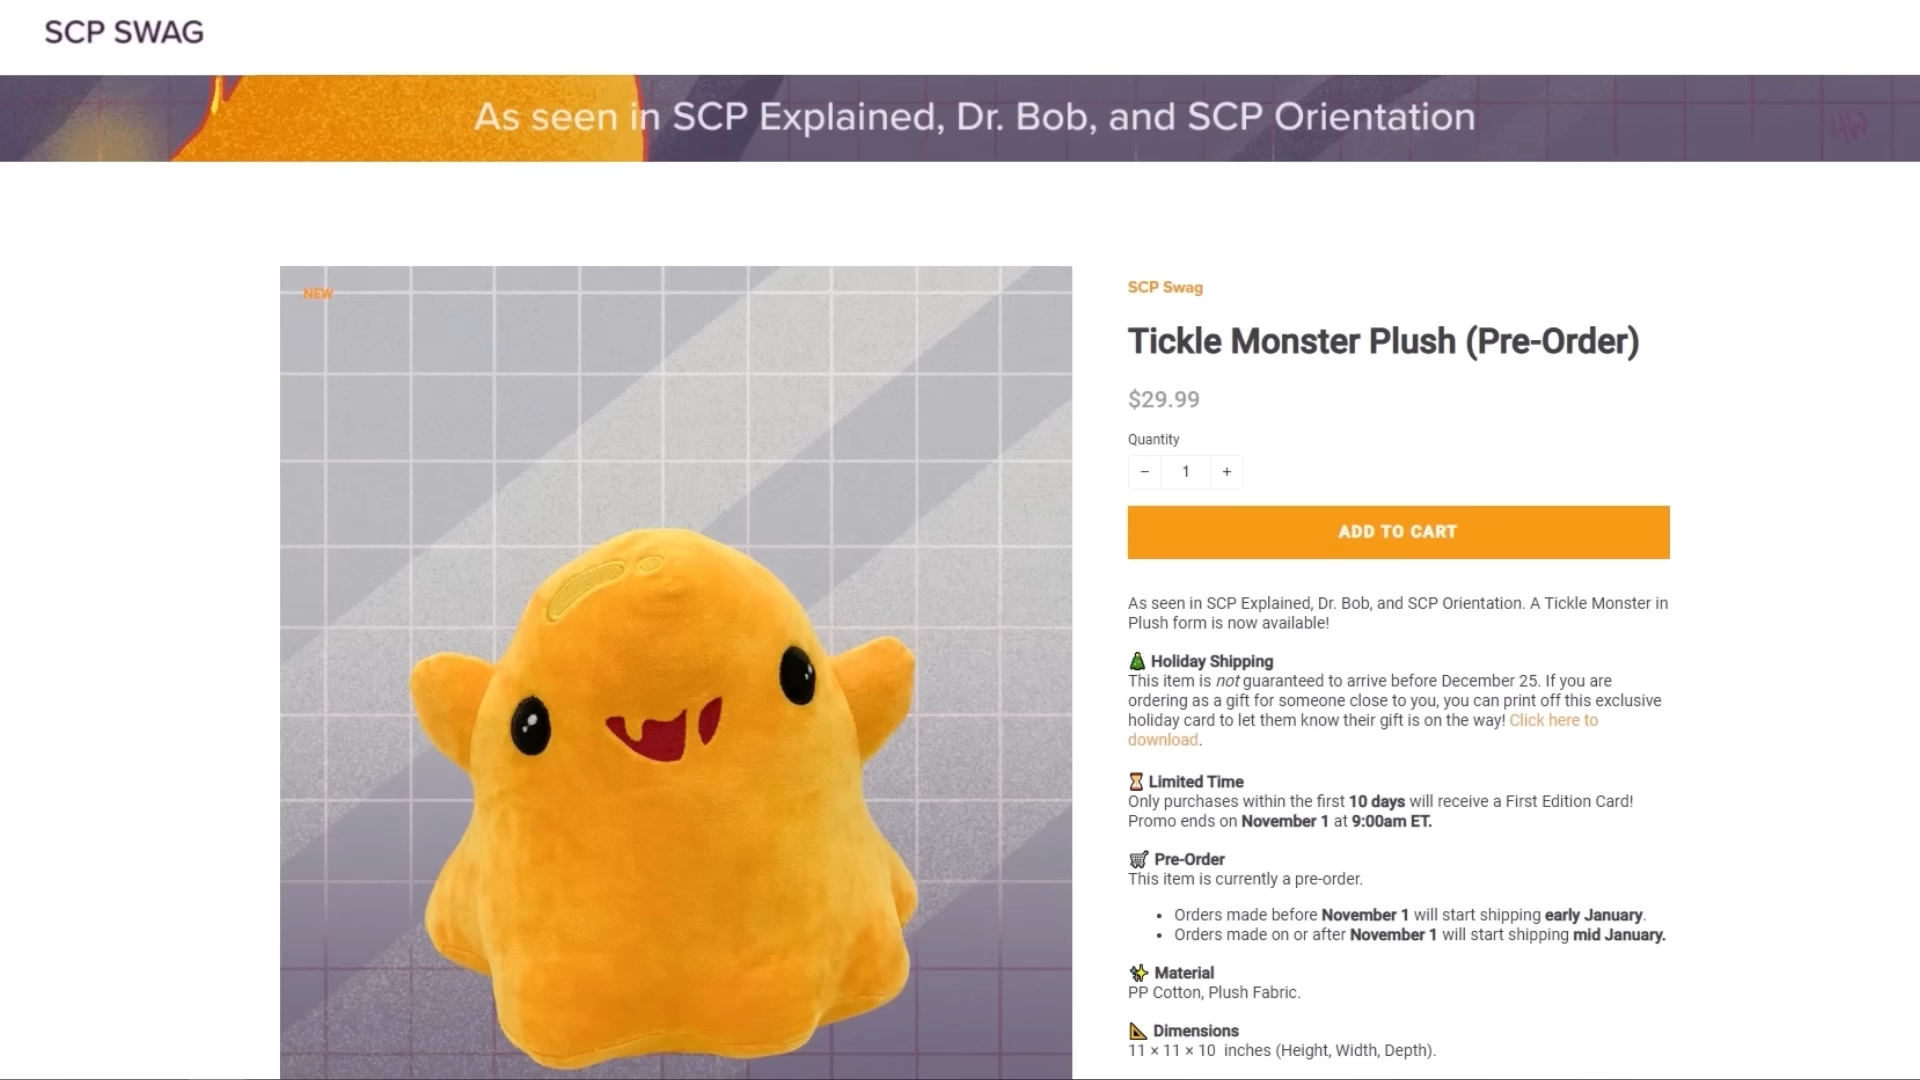 SCP SWAG
As seen in SCP Explained, Dr. Bob, and SCP Orientation
NEW
SCP Swag
Tickle Monster Plush (Pre-Order)
$29.99
Quantity
− 1 +
ADD TO CART
As seen in SCP Explained, Dr. Bob, and SCP Orientation. A Tickle Monster in
Plush form is now available!
🎄 Holiday Shipping
This item is not guaranteed to arrive before December 25. If you are
ordering as a gift for someone close to you, you can print off this exclusive
holiday card to let them know their gift is on the way! Click here to
download.
⏳ Limited Time
Only purchases within the first 10 days will receive a First Edition Card!
Promo ends on November 1 at 9:00am ET.
🛒 Pre-Order
This item is currently a pre-order.
• Orders made before November 1 will start shipping early January.
• Orders made on or after November 1 will start shipping mid January.
✨ Material
PP Cotton, Plush Fabric.
📐 Dimensions
11 × 11 × 10 inches (Height, Width, Depth).